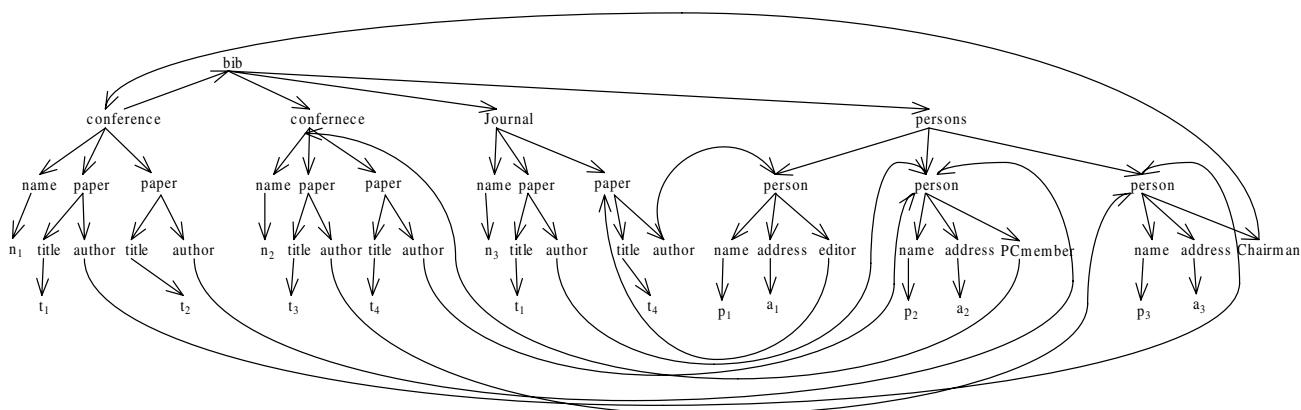 bib
conference confernece Journal persons
name paper paper name paper paper name paper paper person person person
n1 title author title author n2 title author title author n3 title author title author name address editor name address PCmember name address Chairman
t1 t2 t3 t4 t1 t4 p1 a1 p2 a2 p3 a3